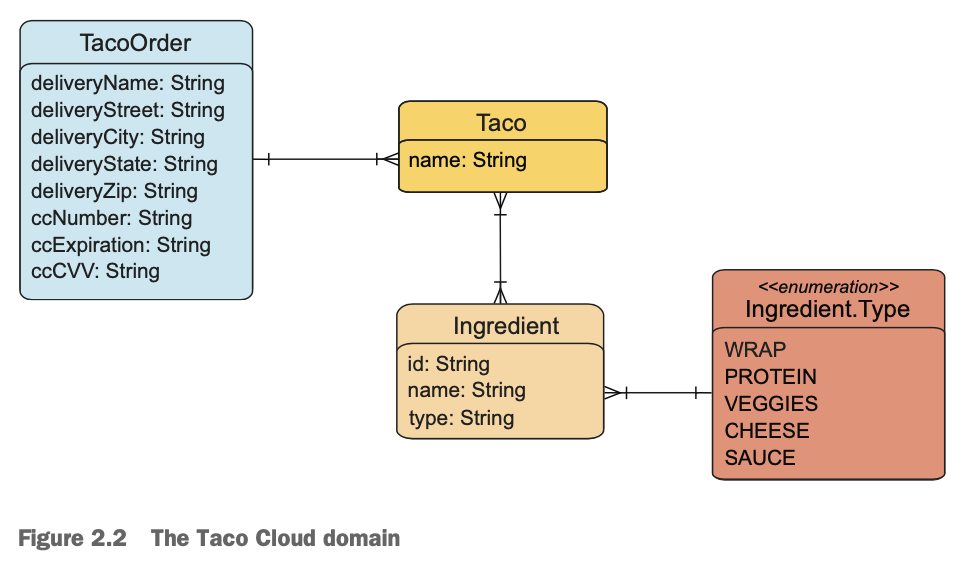 TacoOrder
deliveryName: String
deliveryStreet: String
deliveryCity: String
deliveryState: String
deliveryZip: String
ccNumber: String
ccExpiration: String
ccCVV: String
Taco
name: String
Ingredient
id: String
name: String
type: String
<<enumeration>>
Ingredient.Type
WRAP
PROTEIN
VEGGIES
CHEESE
SAUCE
Figure 2.2 The Taco Cloud domain